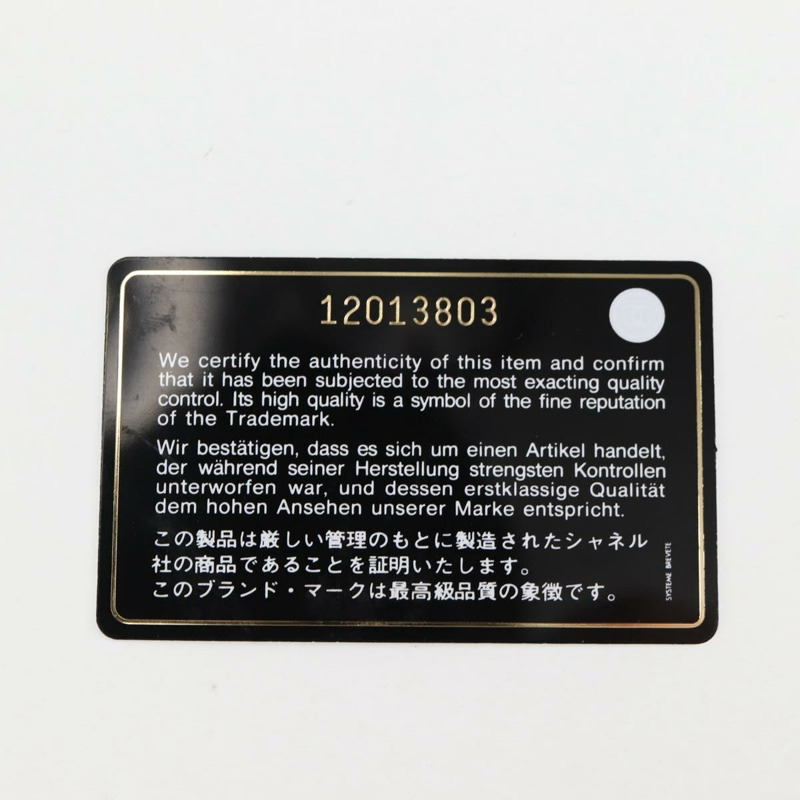 12013803
We certify the authenticity of this item and confirm
that it has been subjected to the most exacting quality
control. Its high quality is a symbol of the fine reputation
of the Trademark.
Wir bestätigen, dass es sich um einen Artikel handelt,
der während seiner Herstellung strengsten Kontrollen
unterworfen war, und dessen erstklassige Qualität
dem hohen Ansehen unserer Marke entspricht.
この製品は厳しい管理のもとに製造されたシャネル
社の商品であることを証明いたします。
このブランド・マークは最高級品質の象徴です。
SYSTEME BREVETE